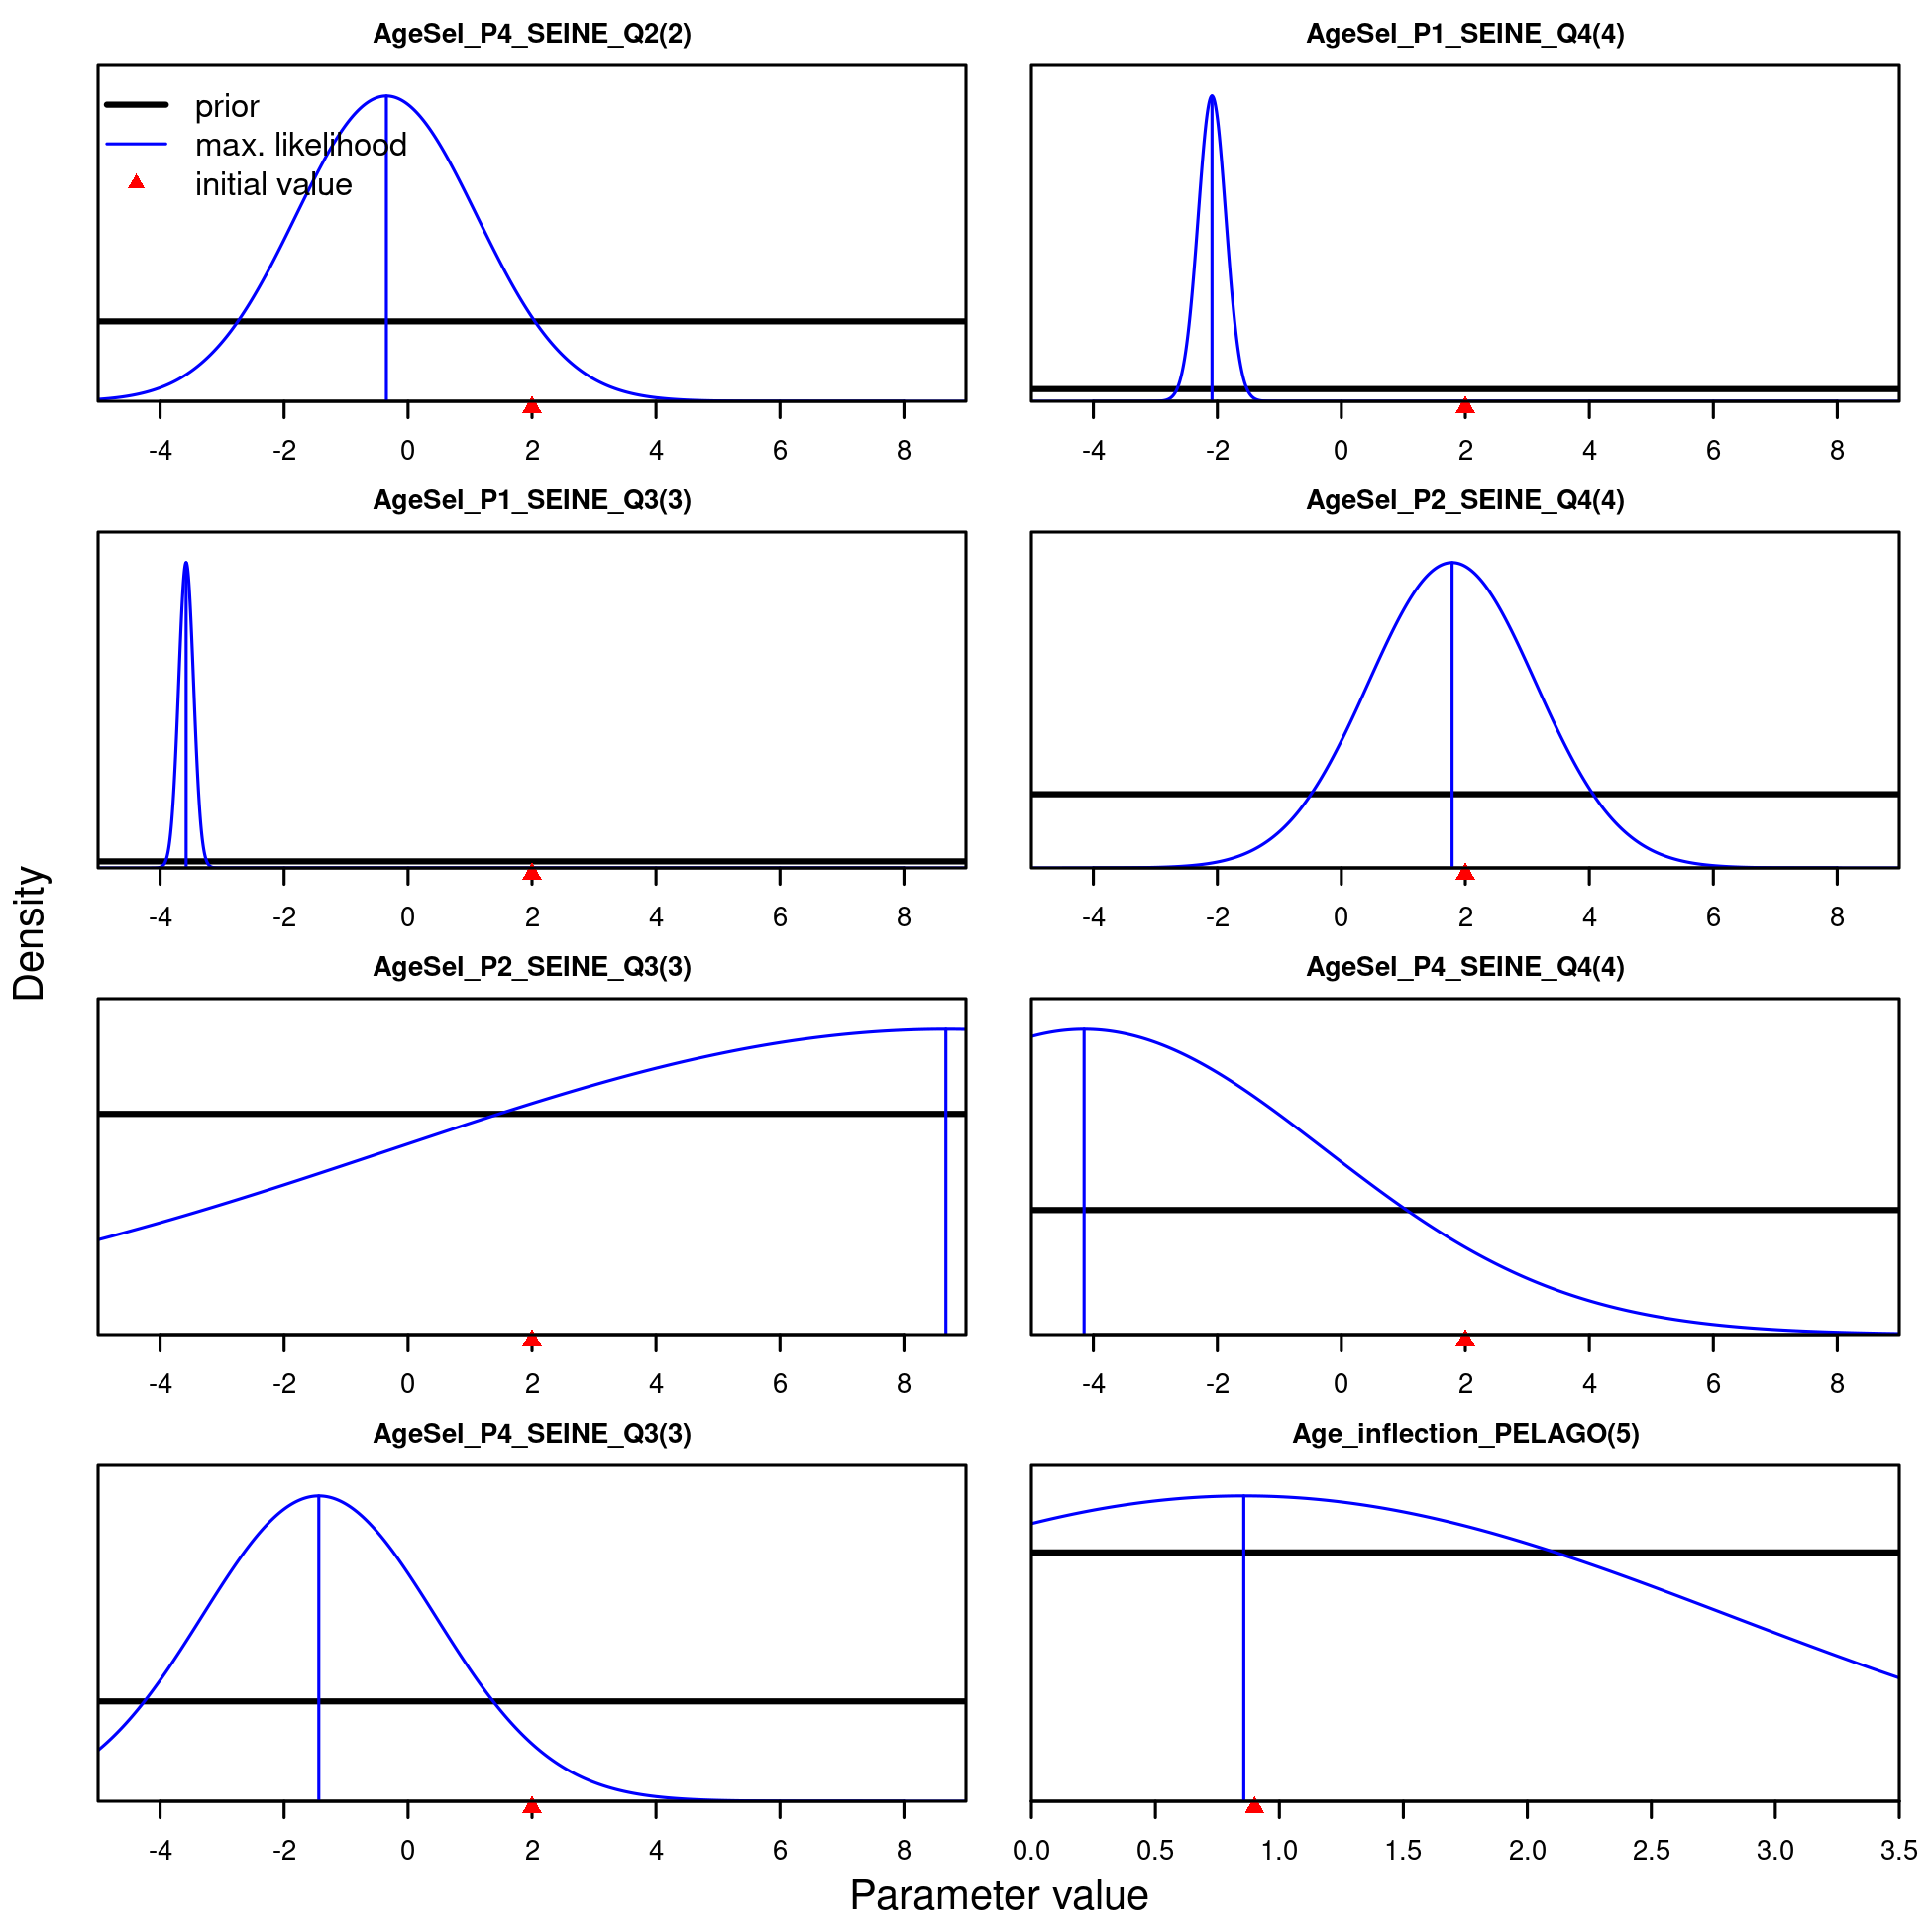 AgeSel_P4_SEINE_Q2(2)
prior
max. likelihood
initial value
-4 -2 0 2 4 6 8
AgeSel_P1_SEINE_Q4(4)
-4 -2 0 2 4 6 8
AgeSel_P1_SEINE_Q3(3)
-4 -2 0 2 4 6 8
AgeSel_P2_SEINE_Q4(4)
-4 -2 0 2 4 6 8
Density
AgeSel_P2_SEINE_Q3(3)
-4 -2 0 2 4 6 8
AgeSel_P4_SEINE_Q4(4)
-4 -2 0 2 4 6 8
AgeSel_P4_SEINE_Q3(3)
-4 -2 0 2 4 6 8
Age_inflection_PELAGO(5)
0.0 0.5 1.0 1.5 2.0 2.5 3.0 3.5
Parameter value